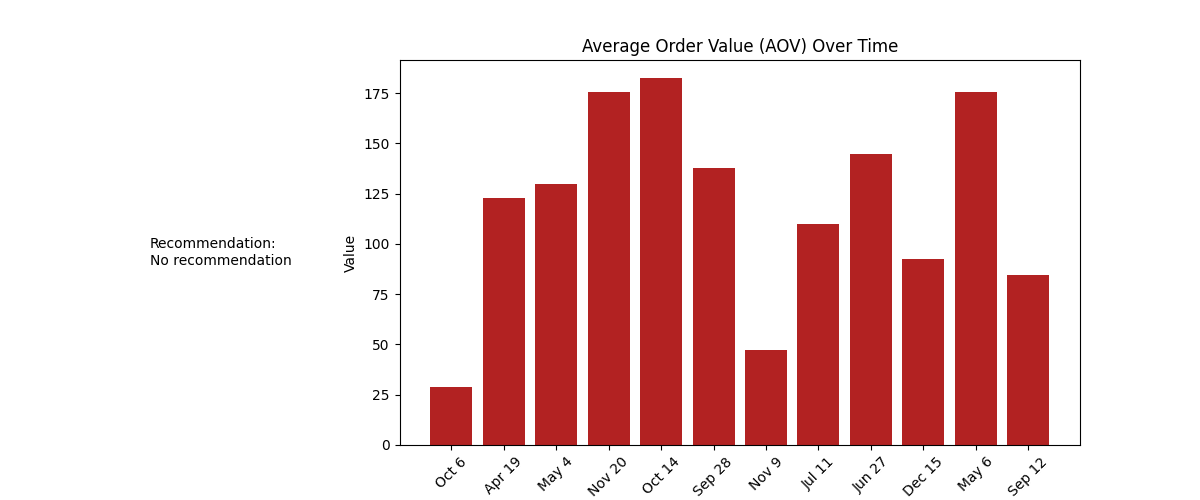 Average Order Value (AOV) Over Time
Recommendation:
No recommendation
Value
175
150
125
100
75
50
25
0
Oct 6
Apr 19
May 4
Nov 20
Oct 14
Sep 28
Nov 9
Jul 11
Jun 27
Dec 15
May 6
Sep 12